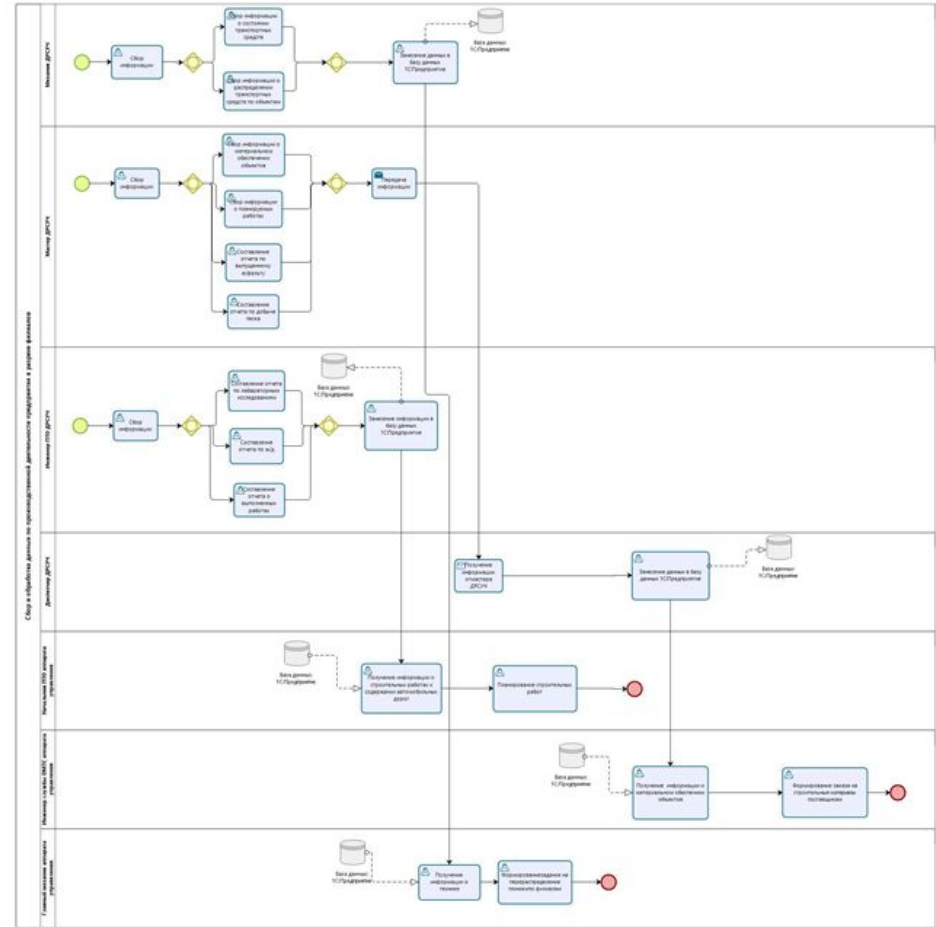 Сбор и обработка данных по производственной деятельности предприятия в разрезе филиалов
Механик ДРСУЧ
Сбор
информации
Сбор информации
о состоянии
транспортных
средств
Сбор информации о
распределении
транспортных
средств по объектам
Занесение данных в
базу данных
1С:Предприятие
База данных
1С:Предприятие
Мастер ДРСУЧ
Сбор
информации
Сбор информации о
материальном
обеспечении
объектов
Сбор информации
о планируемых
работах
Составление
отчета по
выпущенному
асфальту
Составление
отчета по добыче
песка
Передача
информации
Инженер ПТО ДРСУЧ
Сбор
информации
Составление отчета
по лабораторным
исследованиям
Составление
отчета по ж/д
Составление
отчета о
выполненных
работах
База данных
1С:Предприятие
Занесение информации в
базу данных
1С:Предприятие
Диспетчер ДРСУЧ
Получение
информации
от мастера
ДРСУЧ
Занесение данных в базу
данных 1С:Предприятие
База данных
1С:Предприятие
Начальник ПТО аппарата
управления
База данных
1С:Предприятие
Получение информации о
строительных работах и
содержании автомобильных
дорог
Планирование строительных
работ
Инженер службы ОМТС аппарата
управления
База данных
1С:Предприятие
Получение информации о
материальном обеспечении
объектов
Формирование заказа на
строительные материалы
поставщикам
Главный механик аппарата
управления
База данных
1С:Предприятие
Получение
информации о
технике
Формирование задания на
перераспределение
техники по филиалам